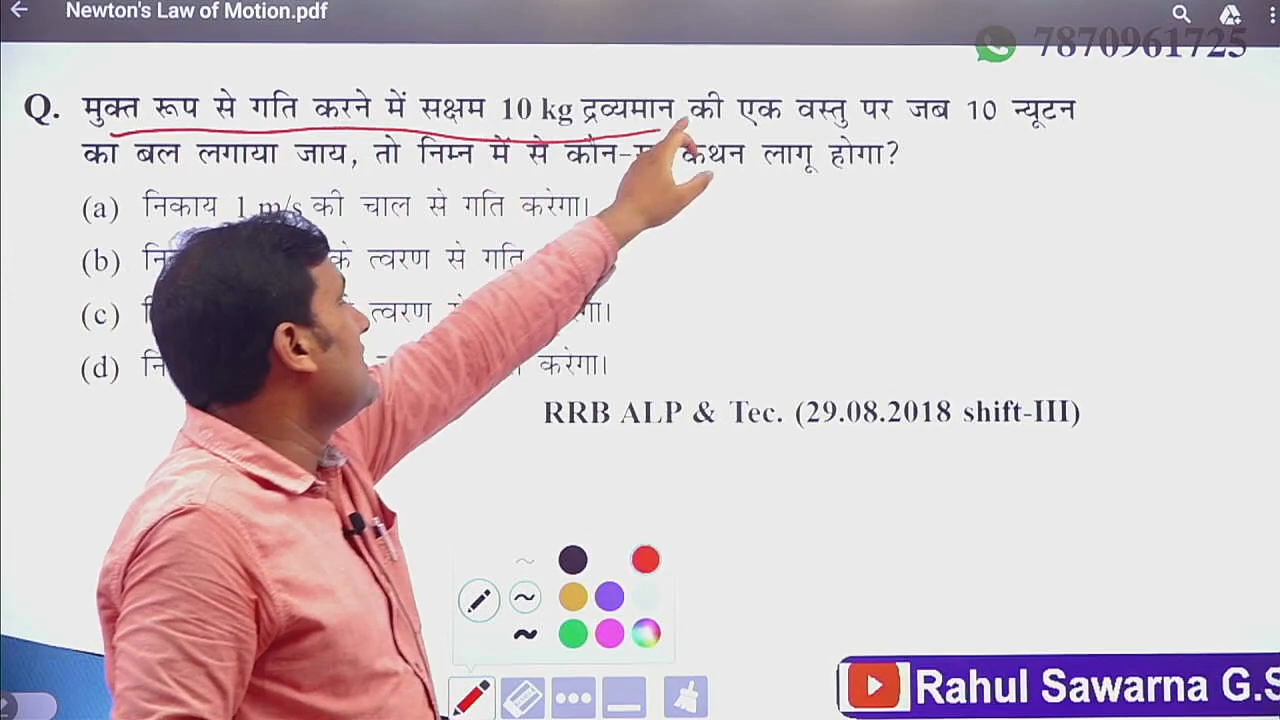 Newton's Law of Motion.pdf
7870961725
Q. मुक्त रूप से गति करने में सक्षम 10 kg द्रव्यमान की एक वस्तु पर जब 10 न्यूटन
का बल लगाया जाय, तो निम्न में से कौन- कथन लागू होगा?
(a) निकाय 1 m/s की चाल से गति करेगा।
(b) के त्वरण से गति
(c) त्वरण
(d) करेगा।
RRB ALP & Tec. (29.08.2018 shift-III)
Rahul Sawarna G.S